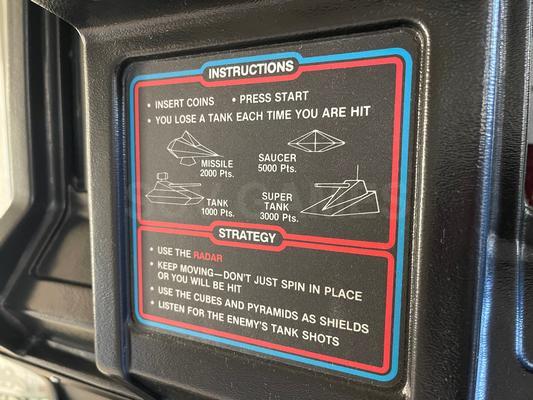 INSTRUCTIONS
• INSERT COINS • PRESS START
• YOU LOSE A TANK EACH TIME YOU ARE HIT
MISSILE
2000 Pts.
SAUCER
5000 Pts.
TANK
1000 Pts.
SUPER
TANK
3000 Pts.
STRATEGY
• USE THE RADAR
• KEEP MOVING—DON'T JUST SPIN IN PLACE
OR YOU WILL BE HIT
• USE THE CUBES AND PYRAMIDS AS SHIELDS
• LISTEN FOR THE ENEMY'S TANK SHOTS